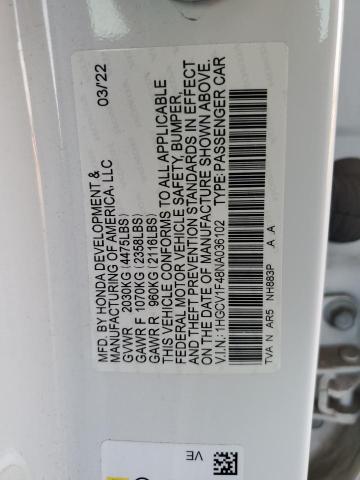 MFD. BY HONDA DEVELOPMENT & 03/22
MANUFACTURING OF AMERICA, LLC
GVWR 2030KG (4475LBS)
GAWR F 1070KG (2358LBS)
GAWR R 960KG (2116LBS)
THIS VEHICLE CONFORMS TO ALL APPLICABLE
FEDERAL MOTOR VEHICLE SAFETY, BUMPER,
AND THEFT PREVENTION STANDARDS IN EFFECT
ON THE DATE OF MANUFACTURE SHOWN ABOVE.
V.I.N.:1HGCV1F48NA036102 TYPE:PASSENGER CAR
TVA N AR5 NH883P A A
VE